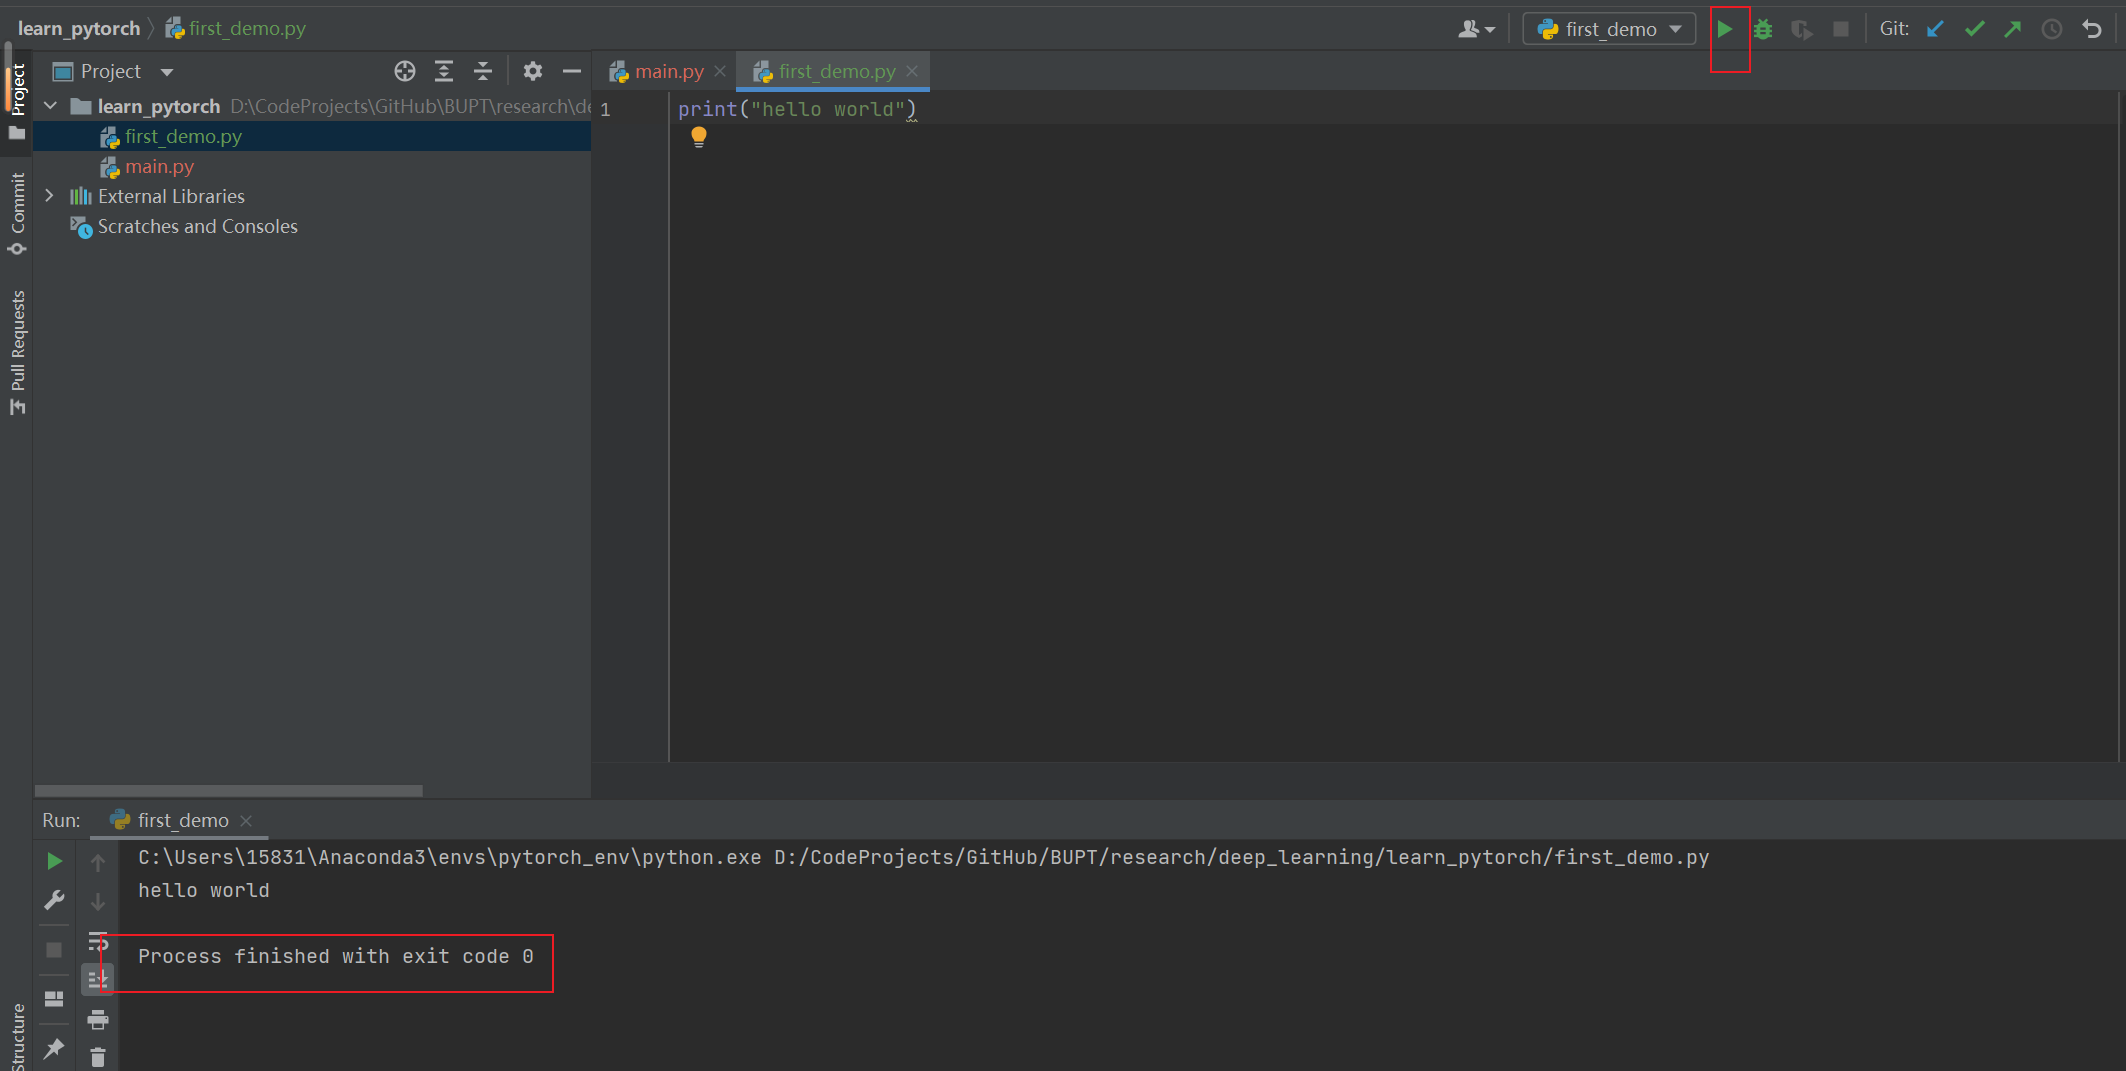 learn_pytorch
first_demo.py
first_demo
Git:
Project
Project
Commit
Pull Requests
Structure
main.py
first_demo.py
learn_pytorch D:\CodeProjects\GitHub\BUPT\research\de
first_demo.py
main.py
External Libraries
Scratches and Consoles
1
print("hello world")
Run:
first_demo
C:\Users\15831\Anaconda3\envs\pytorch_env\python.exe D:/CodeProjects/GitHub/BUPT/research/deep_learning/learn_pytorch/first_demo.py
hello world
Process finished with exit code 0